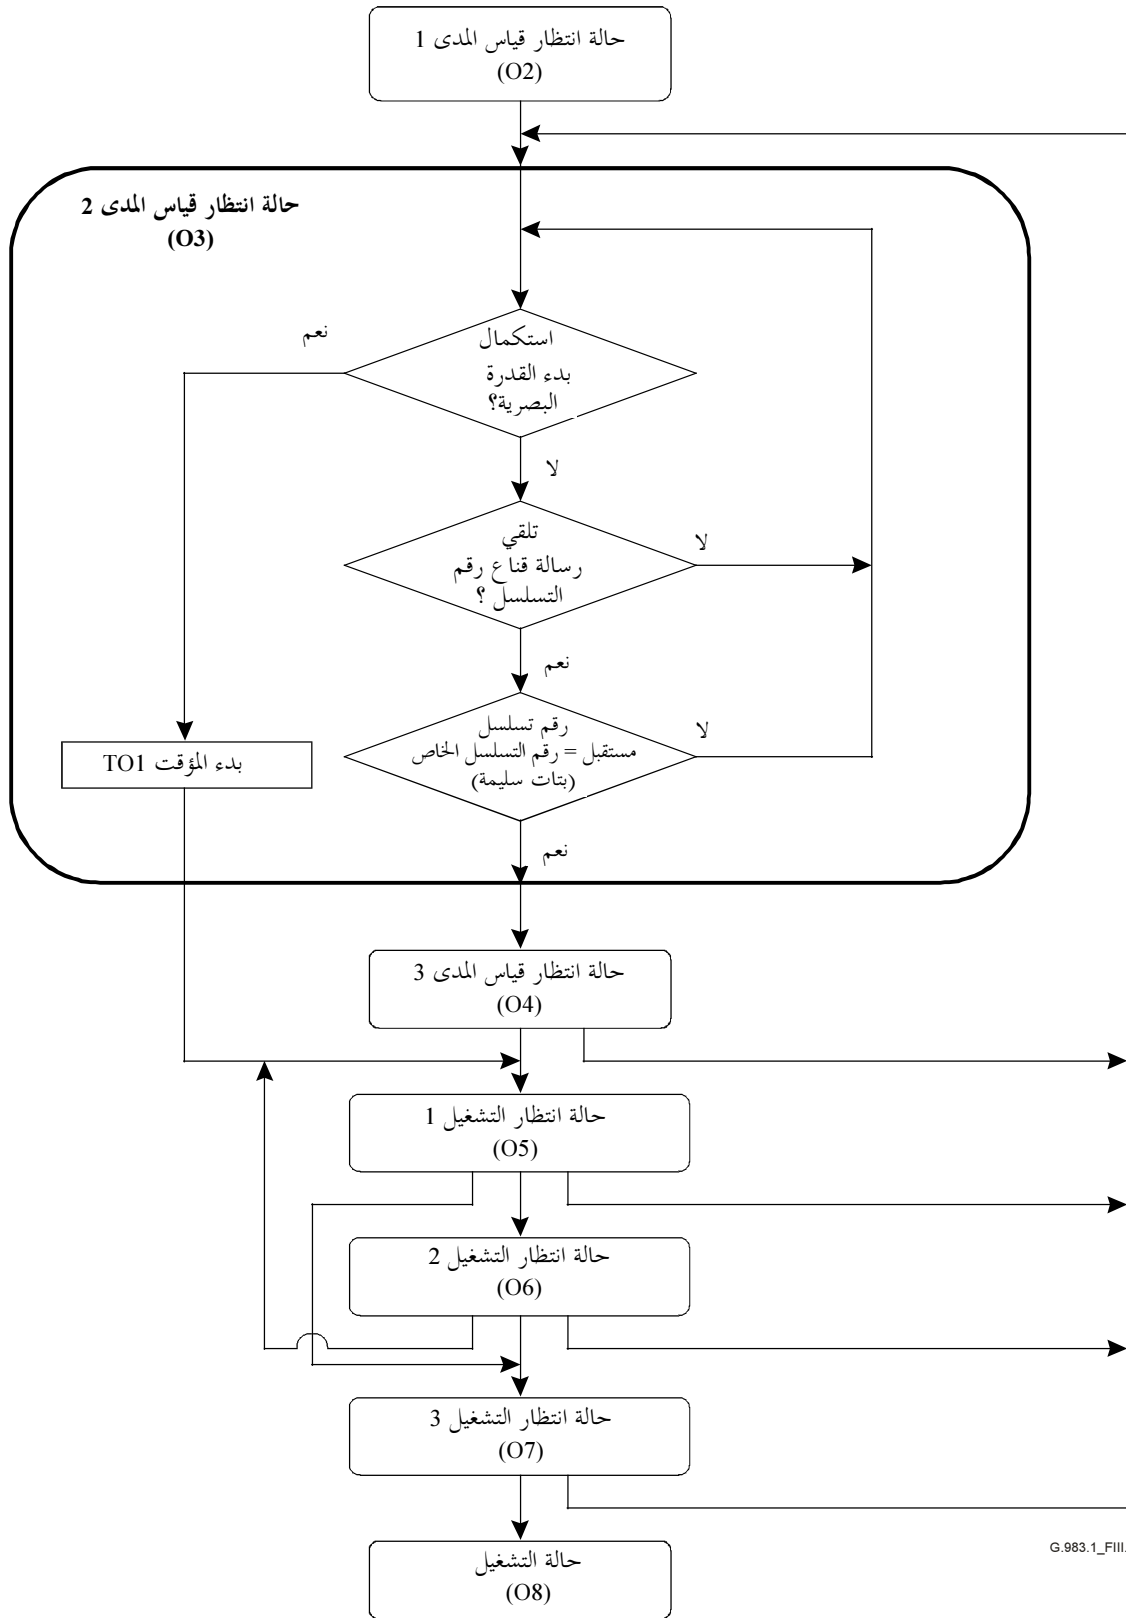 حالة انتظار قياس المدى 1
(O2)
حالة انتظار قياس المدى 2
(O3)
نعم
استكمال
بدء القدرة
البصرية؟
لا
تلقي
رسالة قناع رقم
التسلسل ؟
لا
نعم
رقم تسلسل
مستقبل = رقم التسلسل الخاص
(بتات سليمة)
لا
بدء المؤقت TO1
نعم
حالة انتظار قياس المدى 3
(O4)
حالة انتظار التشغيل 1
(O5)
حالة انتظار التشغيل 2
(O6)
حالة انتظار التشغيل 3
(O7)
حالة التشغيل
(O8)
G.983.1_FIII.